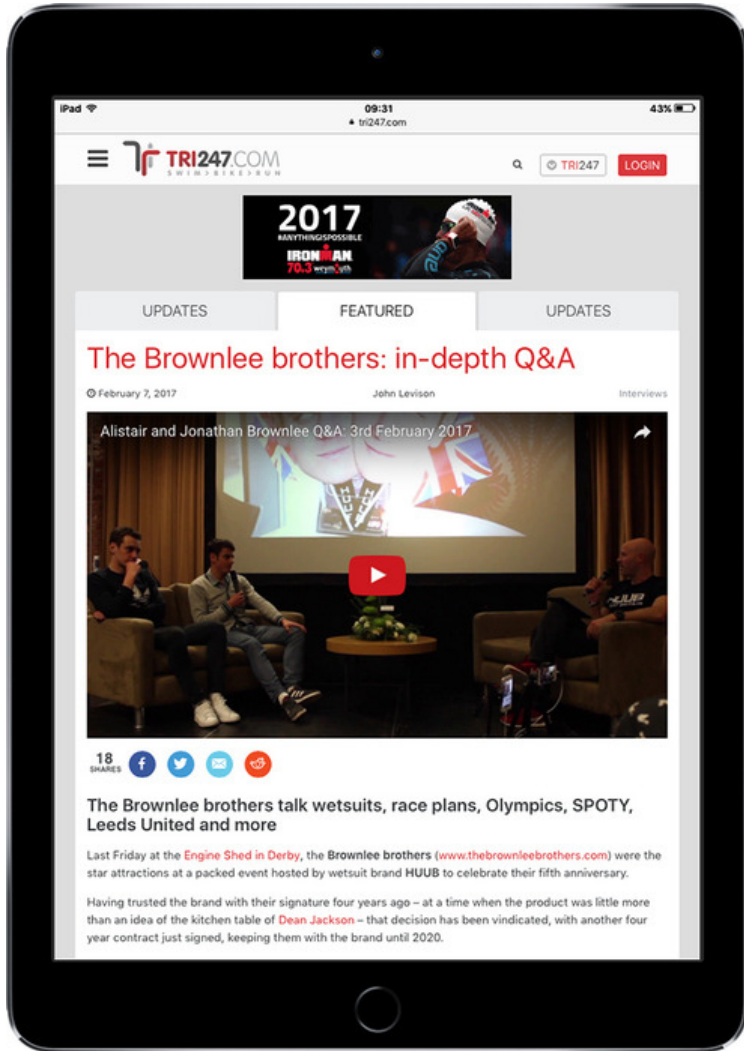 iPad 09:31 43%
tri247.com
TRI247.COM TRI247 LOGIN
SWIM>BIKE>RUN
2017
#ANYTHINGISPOSSIBLE
IRONMAN
70.3 weymouth
UPDATES FEATURED UPDATES
The Brownlee brothers: in-depth Q&A
February 7, 2017 John Levison Interviews
Alistair and Jonathan Brownlee Q&A: 3rd February 2017
HUUB
18
SHARES
The Brownlee brothers talk wetsuits, race plans, Olympics, SPOTY,
Leeds United and more
Last Friday at the Engine Shed in Derby, the Brownlee brothers (www.thebrownleebrothers.com) were the
star attractions at a packed event hosted by wetsuit brand HUUB to celebrate their fifth anniversary.
Having trusted the brand with their signature four years ago – at a time when the product was little more
than an idea of the kitchen table of Dean Jackson – that decision has been vindicated, with another four
year contract just signed, keeping them with the brand until 2020.